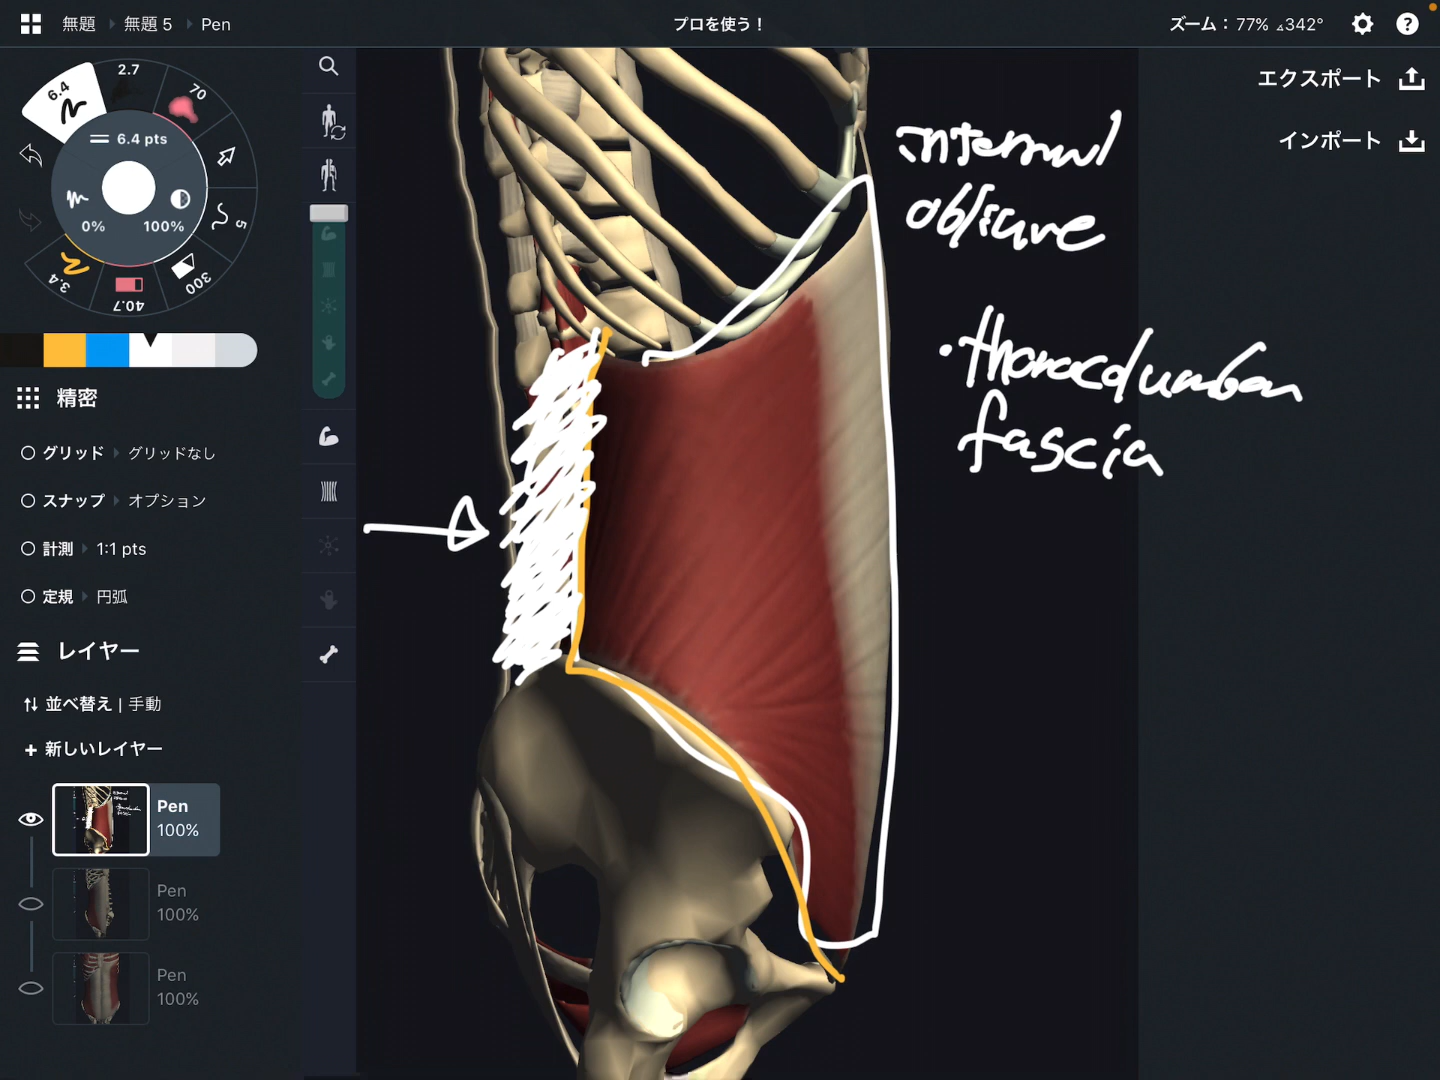 無題 無題 5 Pen
プロを使う！
ズーム： 77% ⦟342°
エクスポート
インポート
6.4
2.7
70
6.4 pts
0%
100%
5
3.4
40.7
300
精密
グリッド グリッドなし
スナップ オプション
計測 1:1 pts
定規 円弧
レイヤー
並べ替え | 手動
+ 新しいレイヤー
Pen
100%
Pen
100%
Pen
100%
internal
oblique
・thoracolumbar
fascia